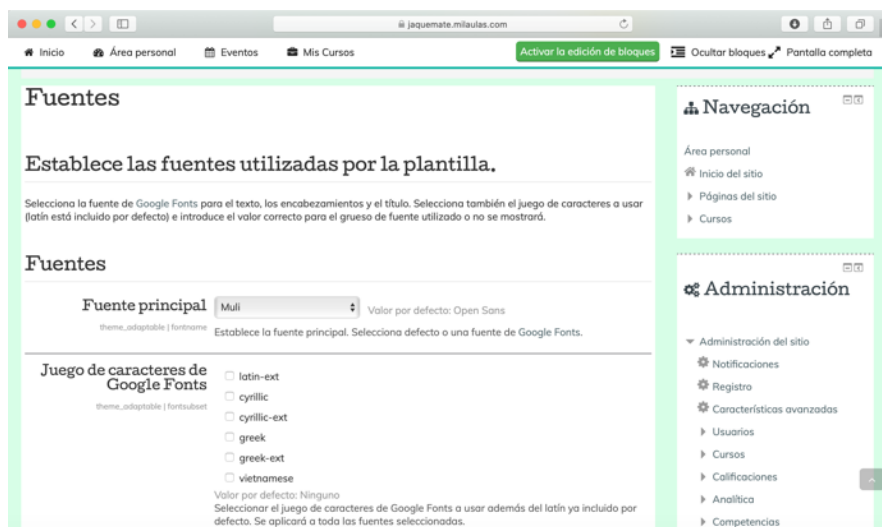 jaquemate.milaulas.com
Inicio Área personal Eventos Mis Cursos Activar la edición de bloques Ocultar bloques Pantalla completa
Fuentes
Establece las fuentes utilizadas por la plantilla.
Selecciona la fuente de Google Fonts para el texto, los encabezamientos y el título. Selecciona también el juego de caracteres a usar
(latín está incluido por defecto) e introduce el valor correcto para el grueso de fuente utilizado o no se mostrará.
Fuentes
Fuente principal Muli Valor por defecto: Open Sans
theme_adaptable | fontname
Establece la fuente principal. Selecciona defecto o una fuente de Google Fonts.
Juego de caracteres de
Google Fonts
theme_adaptable | fontsubset
latin-ext
cyrillic
cyrillic-ext
greek
greek-ext
vietnamese
Valor por defecto: Ninguno
Seleccionar el juego de caracteres de Google Fonts a usar además del latín ya incluido por
defecto. Se aplicará a toda las fuentes seleccionadas.
Navegación
Área personal
Inicio del sitio
Páginas del sitio
Cursos
Administración
Administración del sitio
Notificaciones
Registro
Características avanzadas
Usuarios
Cursos
Calificaciones
Analítica
Competencias